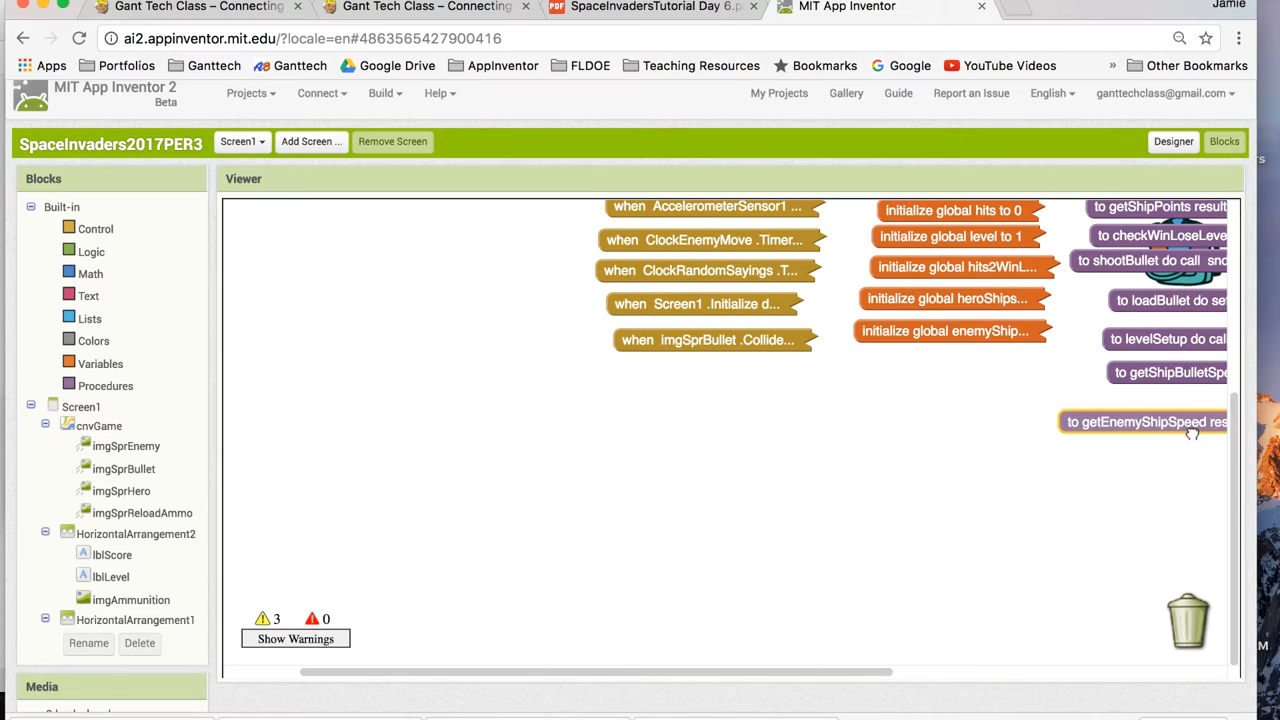 Gant Tech Class – Connecting
Gant Tech Class – Connecting
SpaceInvadersTutorial Day 6.p
MIT App Inventor
Jamie
ai2.appinventor.mit.edu/?locale=en#4863565427900416
Apps Portfolios Ganttech Ganttech Google Drive AppInventor FLDOE Teaching Resources Bookmarks Google YouTube Videos » Other Bookmarks
MIT App Inventor 2
Beta
Projects Connect Build Help My Projects Gallery Guide Report an Issue English ganttechclass@gmail.com
SpaceInvaders2017PER3 Screen1 Add Screen ... Remove Screen Designer Blocks
Blocks
Viewer
Built-in
Control
Logic
Math
Text
Lists
Colors
Variables
Procedures
Screen1
cnvGame
imgSprEnemy
imgSprBullet
imgSprHero
imgSprReloadAmmo
HorizontalArrangement2
lblScore
lblLevel
imgAmmunition
HorizontalArrangement1
Rename Delete
Media
when AccelerometerSensor1 ...
when ClockEnemyMove .Timer...
when ClockRandomSayings .T...
when Screen1 .Initialize d...
when imgSprBullet .Collide...
initialize global hits to 0
initialize global level to 1
initialize global hits2WinL...
initialize global heroShips...
initialize global enemyShip...
to getShipPoints result
to checkWinLoseLeve
to shootBullet do call snd
to loadBullet do se
to levelSetup do cal
to getShipBulletSpe
to getEnemyShipSpeed res
3 0
Show Warnings